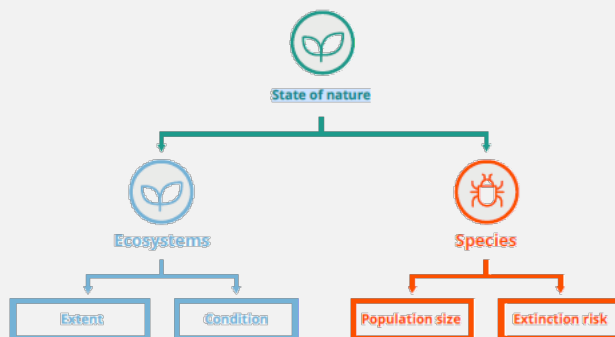 State of nature
Ecosystems
Species
Extent
Condition
Population size
Extinction risk